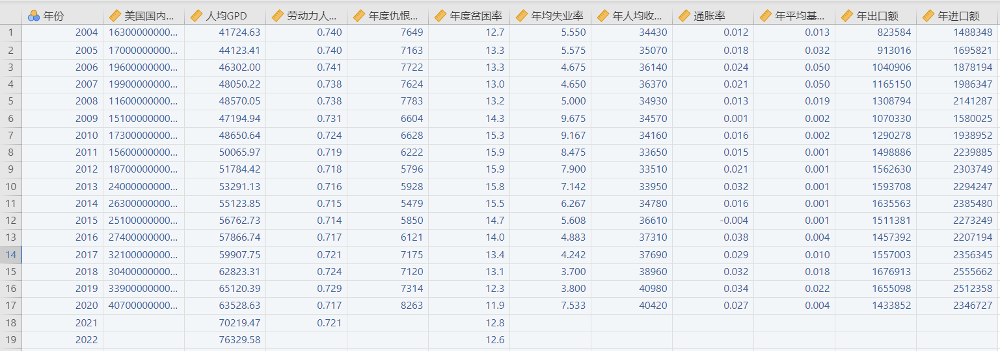 年份 美国国内... 人均GPD 劳动力人... 年度仇恨... 年度贫困率 年均失业率 年人均收... 通胀率 年平均基... 年出口额 年进口额
1 2004 16300000000... 41724.63 0.740 7649 12.7 5.550 34430 0.012 0.013 823584 1488348
2 2005 17000000000... 44123.41 0.740 7163 13.3 5.575 35070 0.018 0.032 913016 1695821
3 2006 19600000000... 46302.00 0.741 7722 13.3 4.675 36140 0.024 0.050 1040906 1878194
4 2007 19900000000... 48050.22 0.738 7624 13.0 4.650 36370 0.021 0.050 1165150 1986347
5 2008 11600000000... 48570.05 0.738 7783 13.2 5.000 34930 0.013 0.019 1308794 2141287
6 2009 15100000000... 47194.94 0.731 6604 14.3 9.675 34570 0.001 0.002 1070330 1580025
7 2010 17300000000... 48650.64 0.724 6628 15.3 9.167 34160 0.016 0.002 1290278 1938952
8 2011 15600000000... 50065.97 0.719 6222 15.9 8.475 33650 0.015 0.001 1498886 2239885
9 2012 18700000000... 51784.42 0.718 5796 15.9 7.900 33510 0.021 0.001 1562630 2303749
10 2013 24000000000... 53291.13 0.716 5928 15.8 7.142 33950 0.032 0.001 1593708 2294247
11 2014 26300000000... 55123.85 0.715 5479 15.5 6.267 34780 0.016 0.001 1635563 2385480
12 2015 25100000000... 56762.73 0.714 5850 14.7 5.608 36610 -0.004 0.001 1511381 2273249
13 2016 27400000000... 57866.74 0.717 6121 14.0 4.883 37310 0.038 0.004 1457392 2207194
14 2017 32100000000... 59907.75 0.721 7175 13.4 4.242 37690 0.029 0.010 1557003 2356345
15 2018 30400000000... 62823.31 0.724 7120 13.1 3.700 38960 0.032 0.018 1676913 2555662
16 2019 33900000000... 65120.39 0.729 7314 12.3 3.800 40980 0.034 0.022 1655098 2512358
17 2020 40700000000... 63528.63 0.717 8263 11.9 7.533 40420 0.027 0.004 1433852 2346727
18 2021 70219.47 0.721 12.8
19 2022 76329.58 12.6